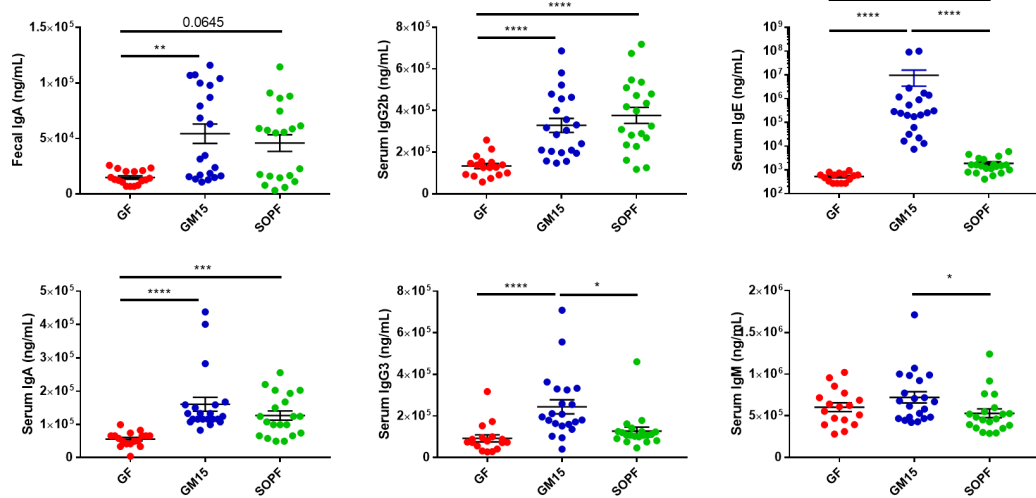 0.0645
**
1.5×10⁵
1×10⁵
5×10⁴
0
Fecal IgA (ng/mL)
GF
GM15
SOPF
****
****
8×10⁵
6×10⁵
4×10⁵
2×10⁵
0
Serum IgG2b (ng/mL)
GF
GM15
SOPF
****
****
10⁹
10⁸
10⁷
10⁶
10⁵
10⁴
10³
10²
Serum IgE (ng/mL)
GF
GM15
SOPF
***
****
5×10⁵
4×10⁵
3×10⁵
2×10⁵
1×10⁵
0
Serum IgA (ng/mL)
GF
GM15
SOPF
****
*
8×10⁵
6×10⁵
4×10⁵
2×10⁵
0
Serum IgG3 (ng/mL)
GF
GM15
SOPF
*
2×10⁶
1×10⁶
1×10⁶
5×10⁵
0
Serum IgM (ng/mL)
GF
GM15
SOPF